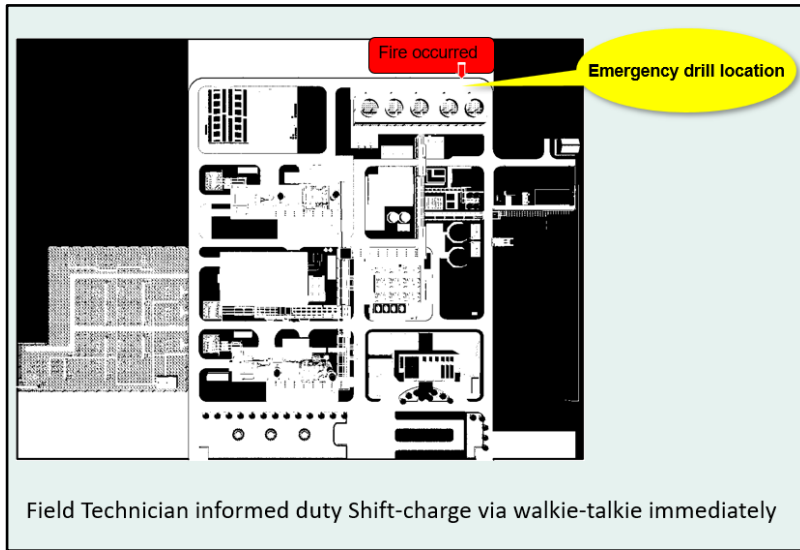 Fire occurred
Emergency drill location
Field Technician informed duty Shift-charge via walkie-talkie immediately